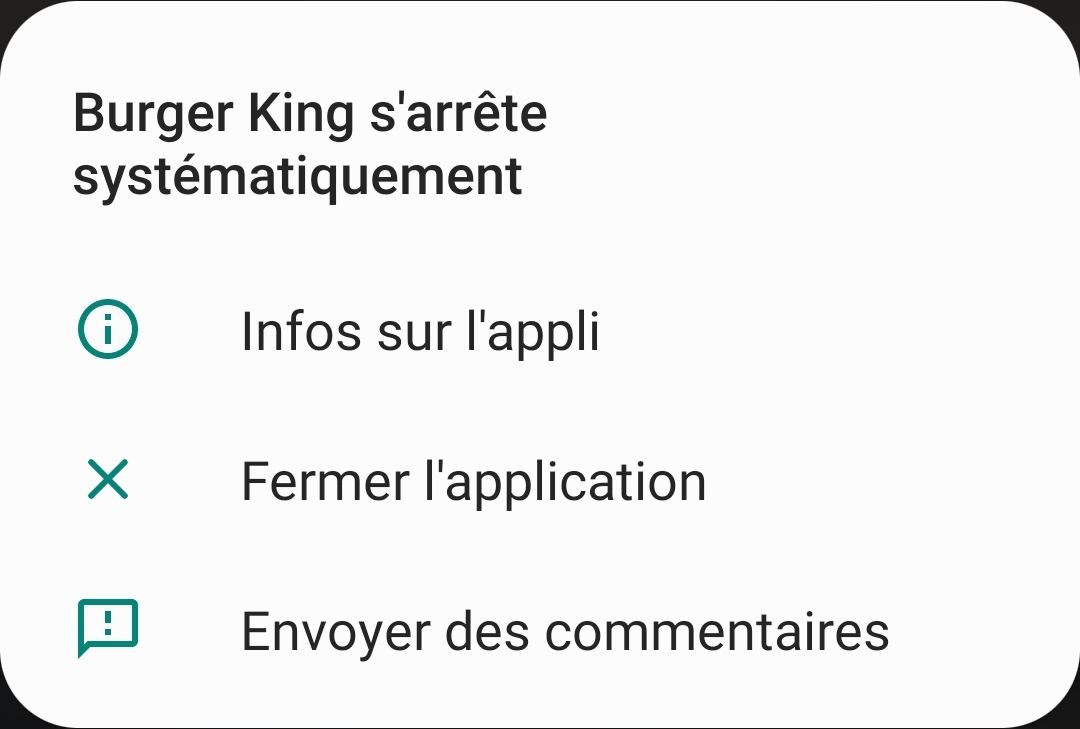 Burger King s'arrête
systématiquement
Infos sur l'appli
Fermer l'application
Envoyer des commentaires